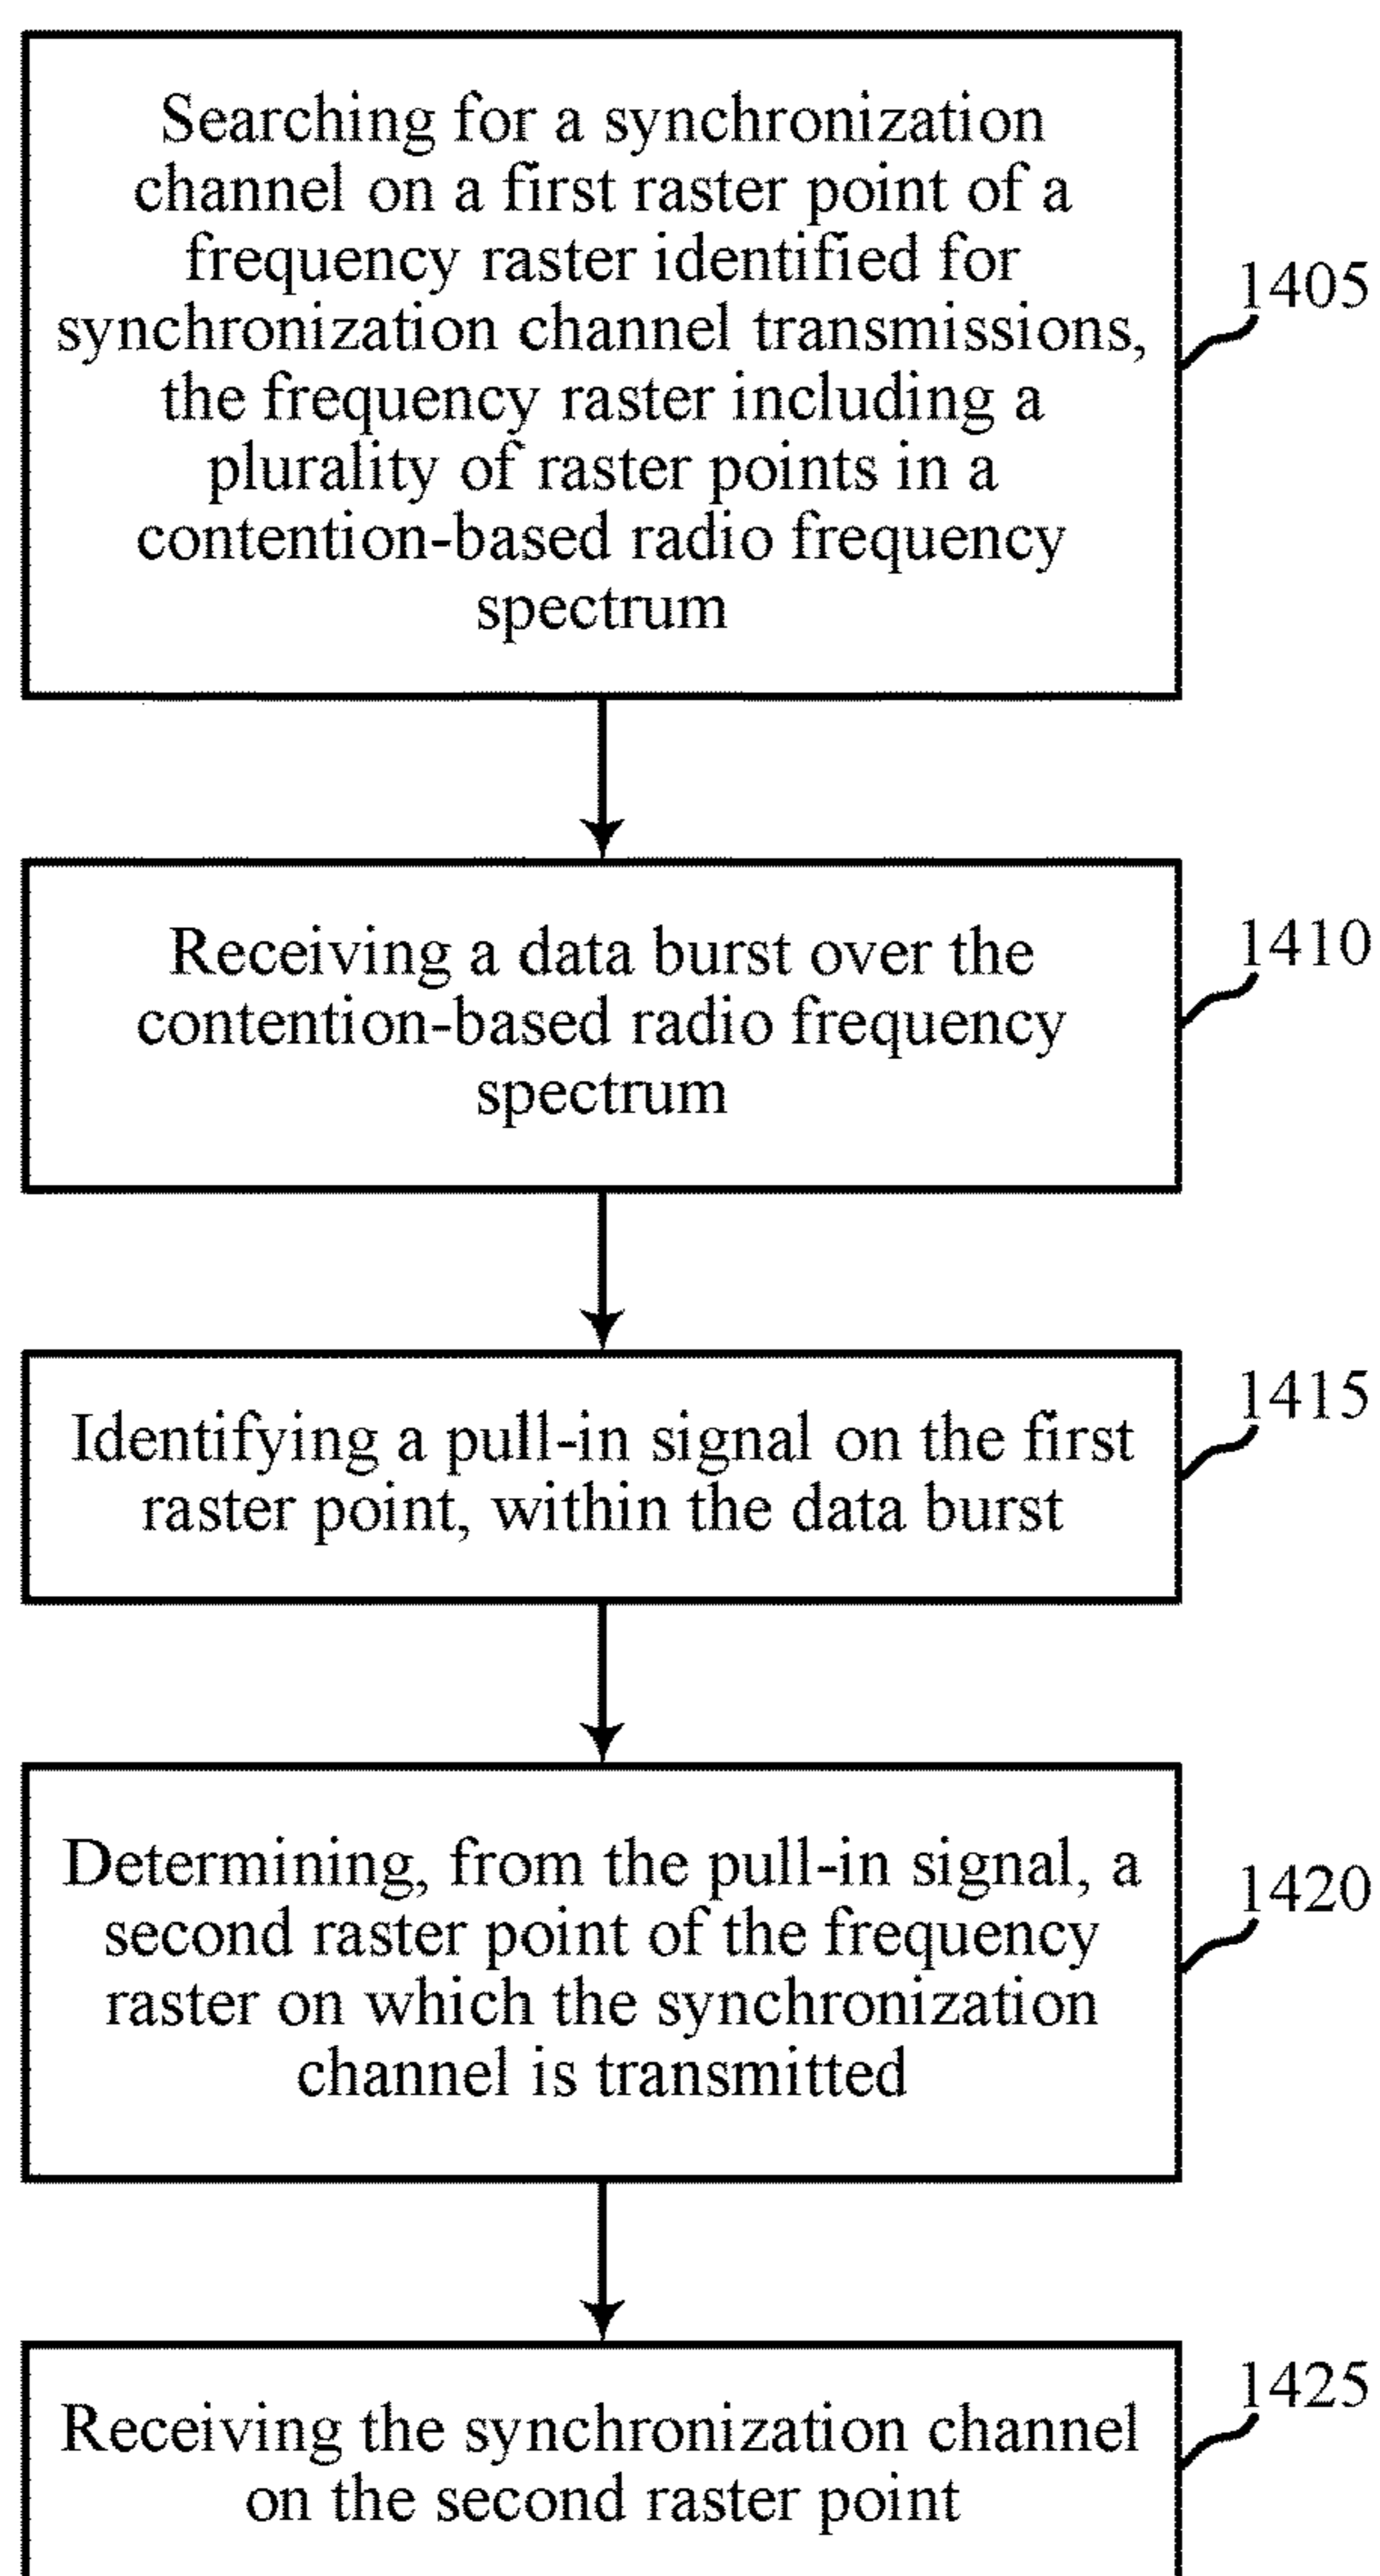 Searching for a synchronization
channel on a first raster point of a
frequency raster identified for
synchronization channel transmissions,
the frequency raster including a
plurality of raster points in a
contention-based radio frequency
spectrum
1405
Receiving a data burst over the
contention-based radio frequency
spectrum
1410
Identifying a pull-in signal on the first
raster point, within the data burst
1415
Determining, from the pull-in signal, a
second raster point of the frequency
raster on which the synchronization
channel is transmitted
1420
Receiving the synchronization channel
on the second raster point
1425